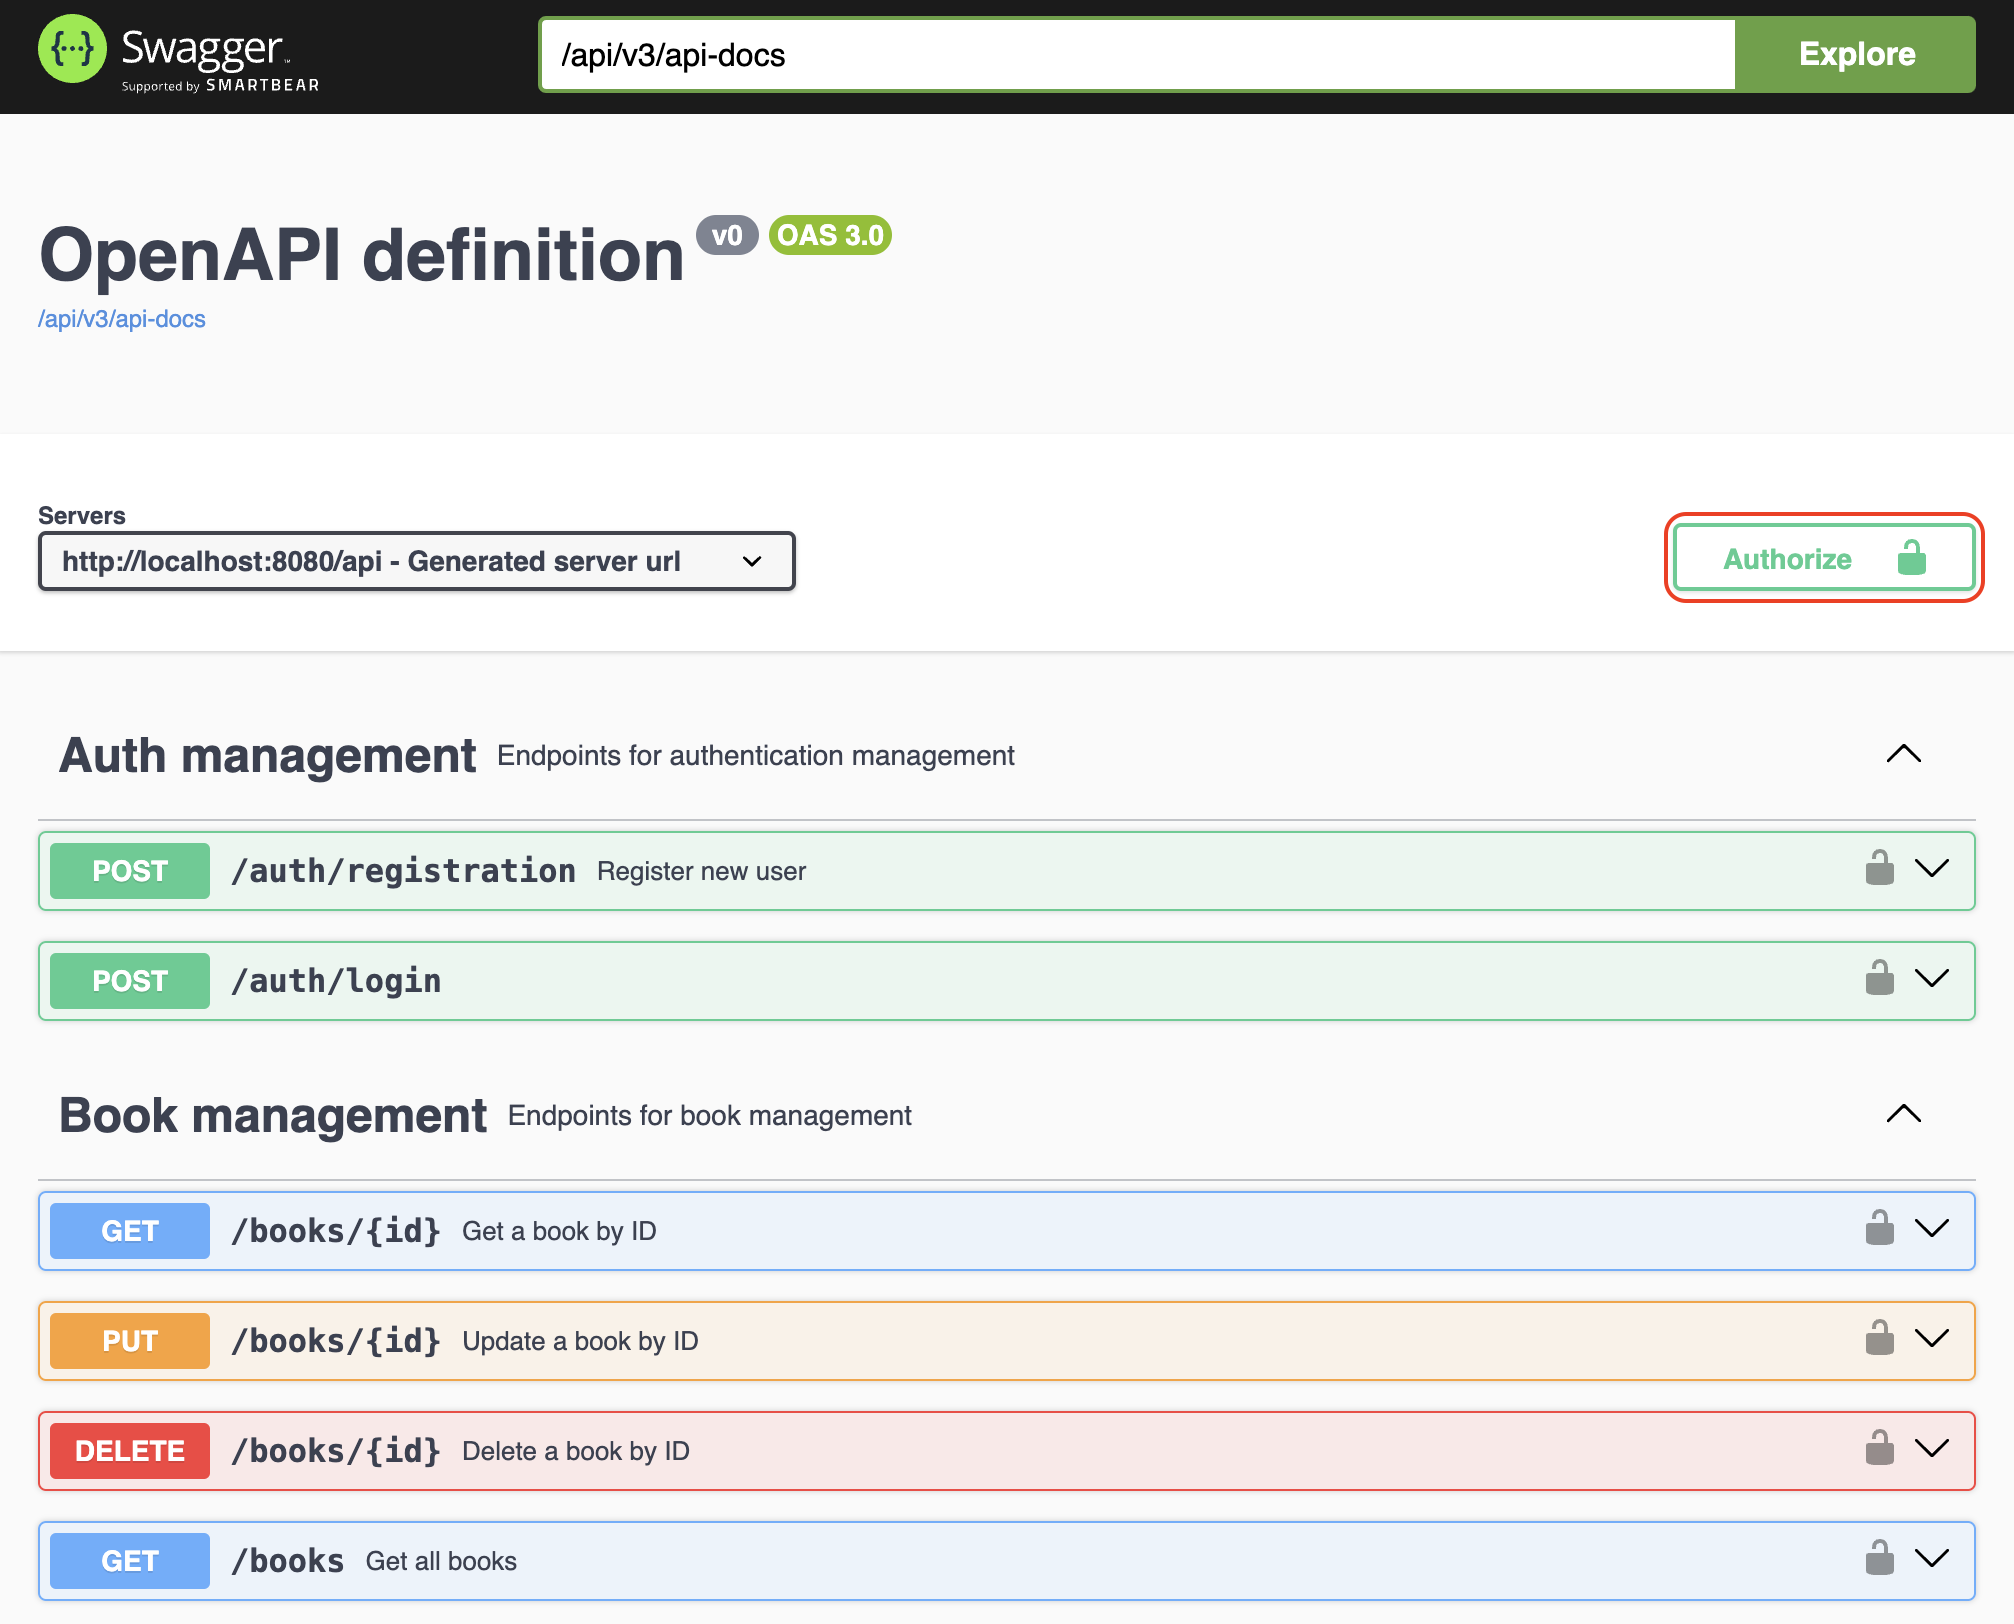 {···} Swagger™
Supported by SMARTBEAR
/api/v3/api-docs
Explore
OpenAPI definition v0 OAS 3.0
/api/v3/api-docs
Servers
http://localhost:8080/api - Generated server url
Authorize
Auth management Endpoints for authentication management
POST /auth/registration Register new user
POST /auth/login
Book management Endpoints for book management
GET /books/{id} Get a book by ID
PUT /books/{id} Update a book by ID
DELETE /books/{id} Delete a book by ID
GET /books Get all books